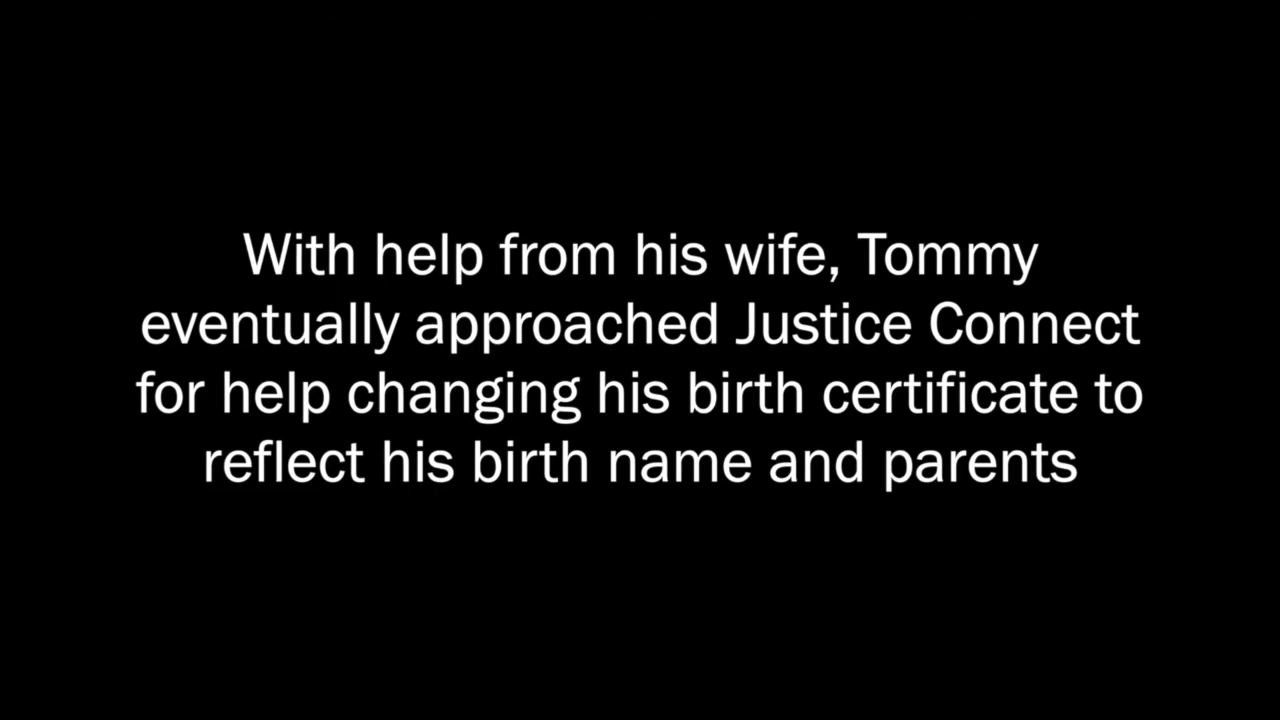 With help from his wife, Tommy
eventually approached Justice Connect
for help changing his birth certificate to
reflect his birth name and parents